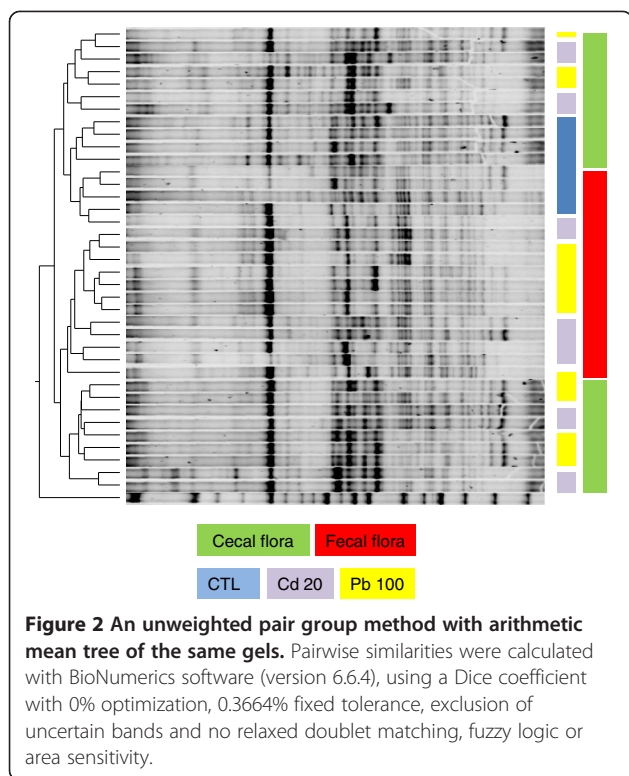 Cecal flora Fecal flora
CTL Cd 20 Pb 100
Figure 2 An unweighted pair group method with arithmetic
mean tree of the same gels. Pairwise similarities were calculated
with BioNumerics software (version 6.6.4), using a Dice coefficient
with 0% optimization, 0.3664% fixed tolerance, exclusion of
uncertain bands and no relaxed doublet matching, fuzzy logic or
area sensitivity.